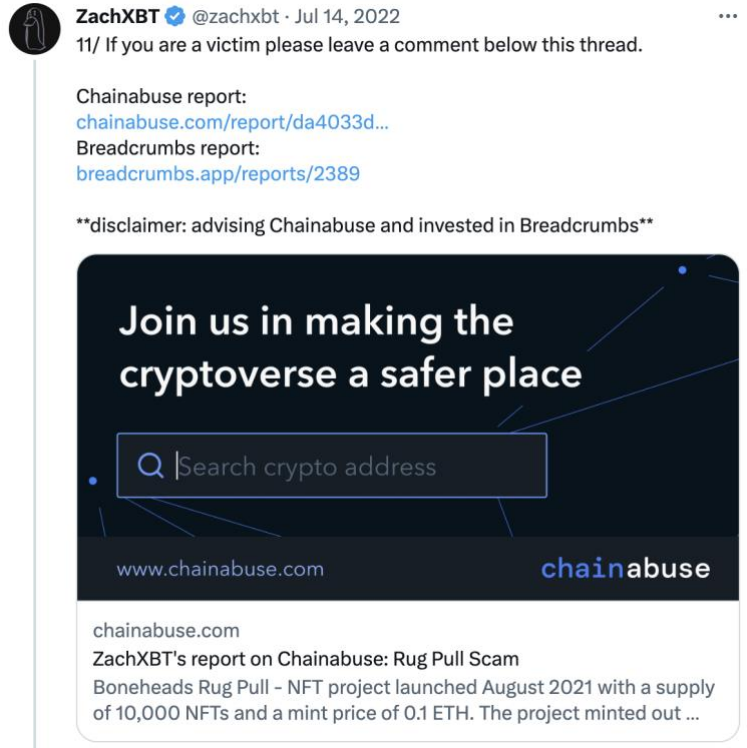 ZachXBT @zachxbt · Jul 14, 2022
11/ If you are a victim please leave a comment below this thread.
Chainabuse report:
chainabuse.com/report/da4033d...
Breadcrumbs report:
breadcrumbs.app/reports/2389
**disclaimer: advising Chainabuse and invested in Breadcrumbs**
Join us in making the
cryptoverse a safer place
Search crypto address
www.chainabuse.com chainabuse
chainabuse.com
ZachXBT's report on Chainabuse: Rug Pull Scam
Boneheads Rug Pull - NFT project launched August 2021 with a supply
of 10,000 NFTs and a mint price of 0.1 ETH. The project minted out ...